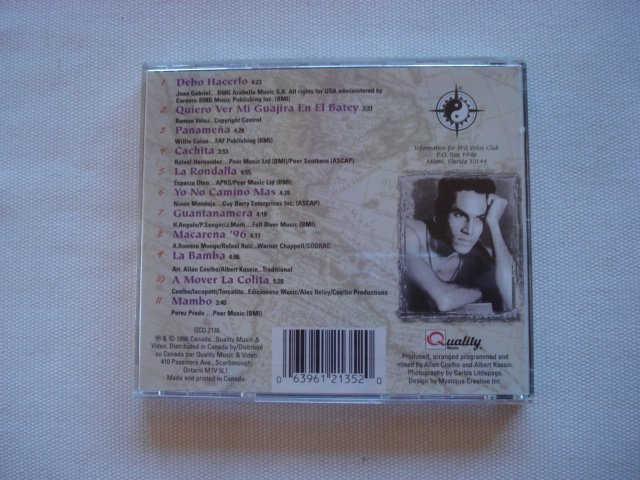 1 Debo Hacerlo 4:23
Juan Gabriel...BMG Arabella Music S.A. All rights for USA administered by
Careers-BMG Music Publishing Inc. (BMI)
2 Quiero Ver Mi Guajira En El Batey 3:31
Ramon Veloz..Copyright Control
3 Panameña 4:28
Willie Colon...FAF Publishing (BMI)
4 Cachita 3:53
Rafael Hernandez...Peer Music Ltd (BMI)/Peer Southern (ASCAP)
5 La Rondalla 4:55
Esparza Oteo...APRS/Peer Music Ltd (BMI)
6 Yo No Camino Mas 4:26
Mondeja...Guy Barry Enterprises Inc. (ASCAP)
7 Guantanamera 4:18
H.Angelo/P.Seeger/J.Marti...Fall River Music (BMI)
8 Macarena '96 4:11
A.Romero Monge/Rafael Ruiz..Warner Chappell/SODRAC
9 La Bamba 4:06
Arr. Allan Coelho/Albert Kussin..Traditional
10 A Mover La Colita 5:20
Coelho/Iacopetti/Torcalito..Edicionese Music/Alex Relay/Coelho Productions
11 Mambo 3:40
Perez Prado ...Peer Music (BMI)
QCD 2135
℗ & © 1996 Canada...Quality Music &
Video. Distributed in Canada by/Distribué
au Canada par Quality Music & Video,
410 Passmore Ave., Scarborough,
Ontario M1V 5L1
Made and printed in Canada
0 63961 21352 0
Information for Wil Veloz Club
P.O. Box 1996
Miami, Florida 33144
Quality
Music
Produced, arranged programmed and
mixed by Allan Coelho and Albert Kussin.
Photography by Carlos Littlepage.
Design by Mystique Creative Inc.